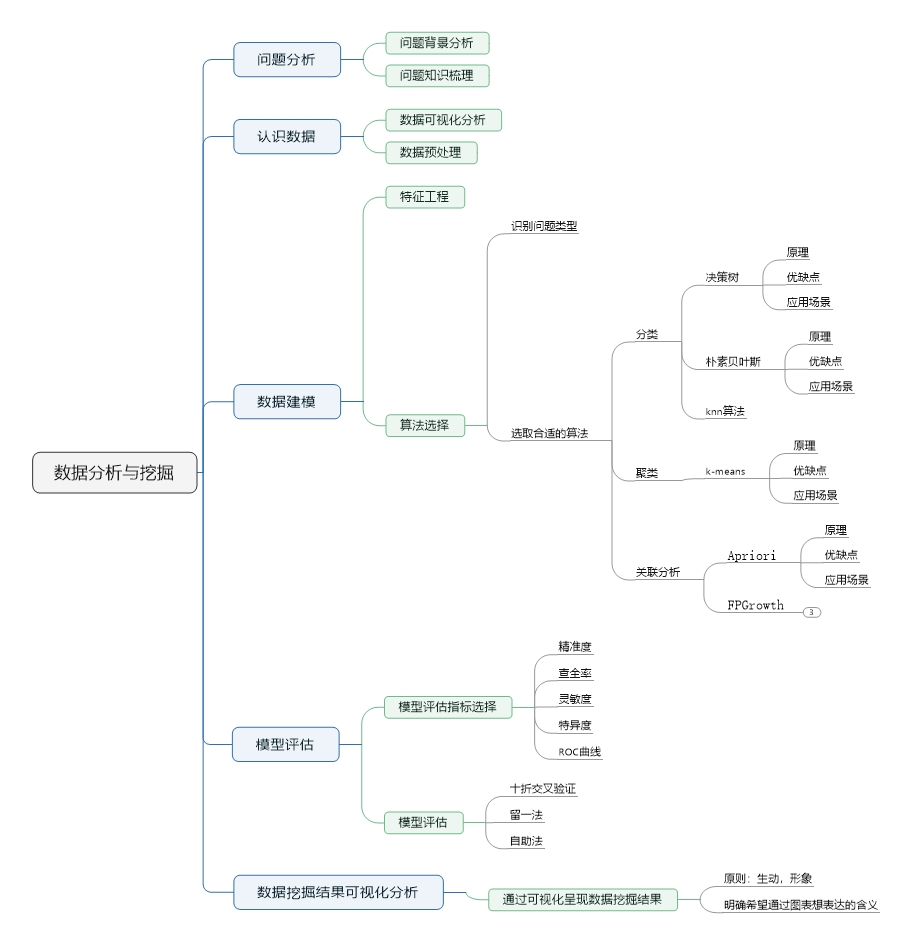 数据分析与挖掘
问题分析
问题背景分析
问题知识梳理
认识数据
数据可视化分析
数据预处理
数据建模
特征工程
算法选择
识别问题类型
选取合适的算法
分类
决策树
原理
优缺点
应用场景
朴素贝叶斯
原理
优缺点
应用场景
knn算法
聚类
k-means
原理
优缺点
应用场景
关联分析
Apriori
原理
优缺点
应用场景
FPGrowth
3
模型评估
模型评估指标选择
精准度
查全率
灵敏度
特异度
ROC曲线
模型评估
十折交叉验证
留一法
自助法
数据挖掘结果可视化分析
通过可视化呈现数据挖掘结果
原则：生动，形象
明确希望通过图表想表达的含义